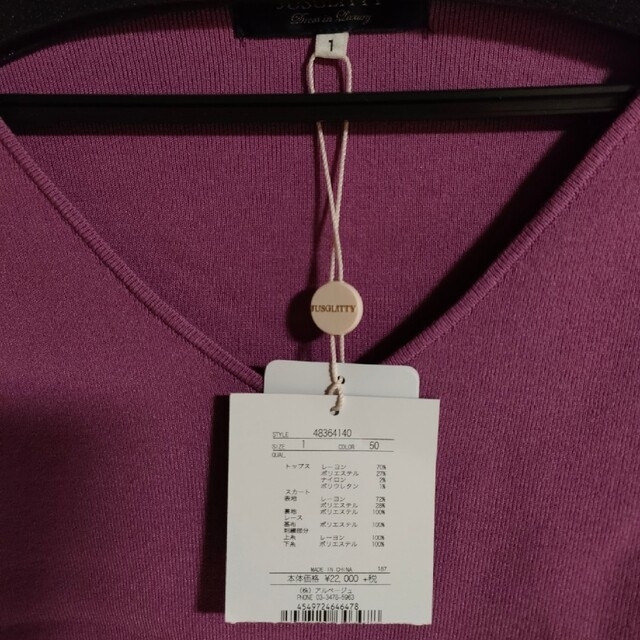 JUSGLITTY
Dress in Luxury
1
JUSGLITTY
STYLE 48364140
SIZE 1 COLOR 50
QUAL.
トップス レーヨン 70%
ポリエステル 27%
ナイロン 2%
ポリウレタン 1%
スカート
表地 レーヨン 72%
ポリエステル 28%
裏地 ポリエステル 100%
レース
基布 ポリエステル 100%
刺繍部分
上糸 レーヨン 100%
下糸 ポリエステル 100%
MADE IN CHINA 187
本体価格 ¥22,000 +税
(株) アルページュ
PHONE 03-3478-8963
4549724646478